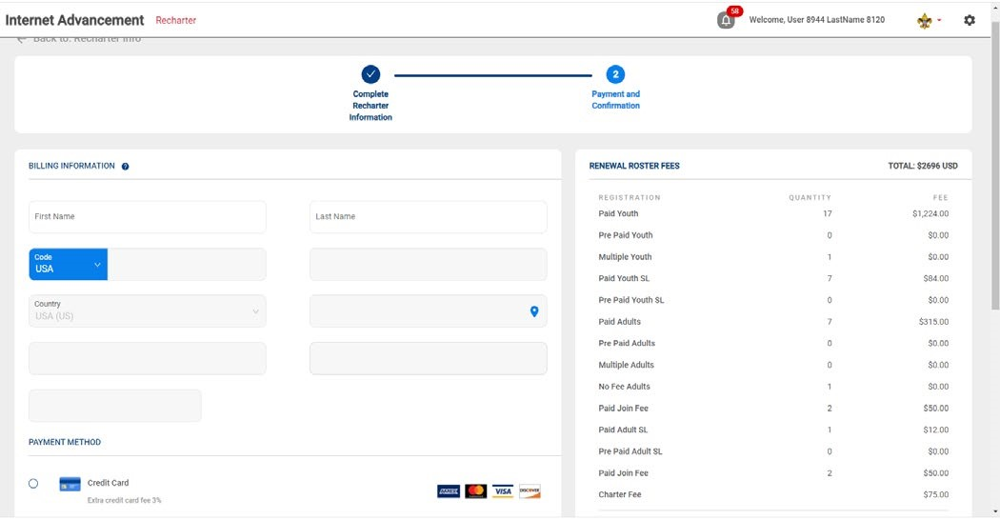 Internet Advancement Recharter 58 Welcome, User 8944 LastName 8120
Back to: Recharter Info
2
Complete Recharter Information
Payment and Confirmation
BILLING INFORMATION ?
First Name Last Name
Code
USA
Country
USA (US)
PAYMENT METHOD
Credit Card
Extra credit card fee 3%
AMEX MasterCard VISA DISCOVER
RENEWAL ROSTER FEES TOTAL: $2696 USD
REGISTRATION QUANTITY FEE
Paid Youth 17 $1,224.00
Pre Paid Youth 0 $0.00
Multiple Youth 1 $0.00
Paid Youth SL 7 $84.00
Pre Paid Youth SL 0 $0.00
Paid Adults 7 $315.00
Pre Paid Adults 0 $0.00
Multiple Adults 0 $0.00
No Fee Adults 1 $0.00
Paid Join Fee 2 $50.00
Paid Adult SL 1 $12.00
Pre Paid Adult SL 0 $0.00
Paid Join Fee 2 $50.00
Charter Fee $75.00